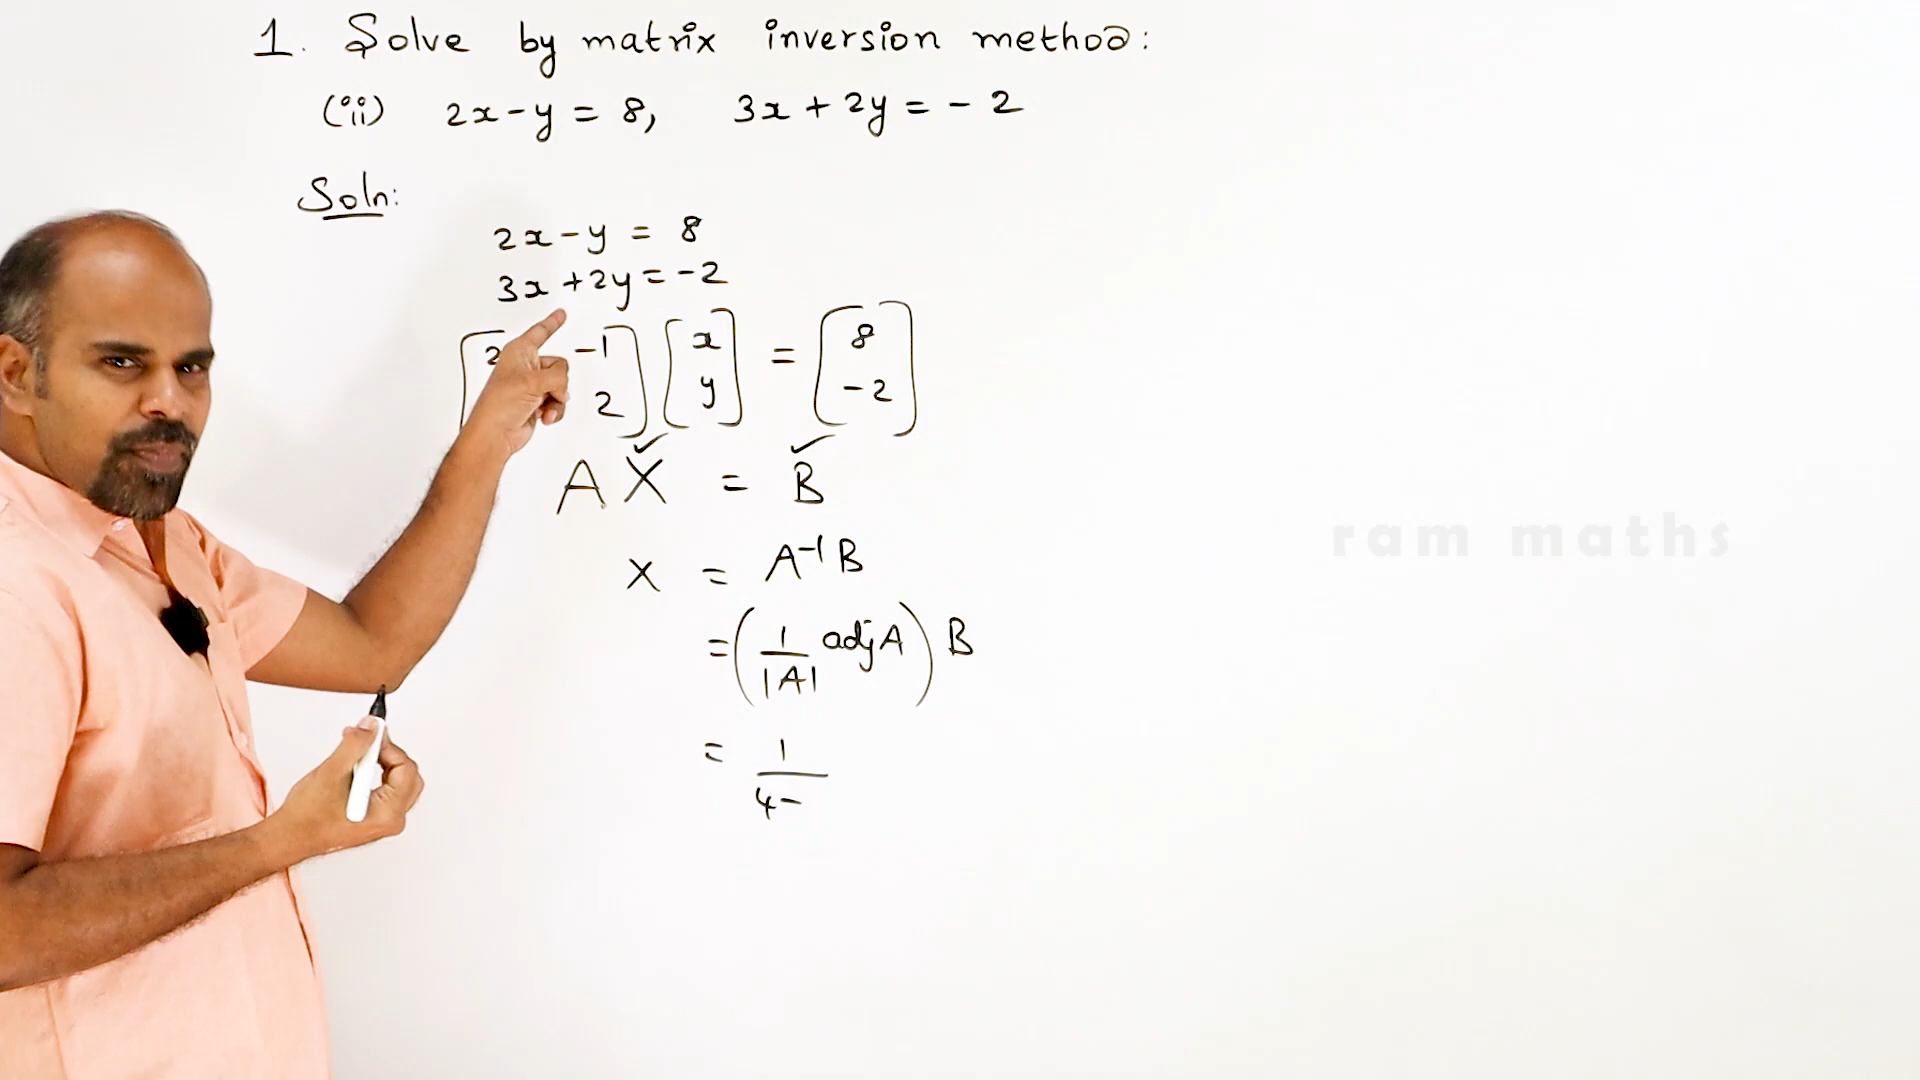 1. Solve by matrix inversion method:
(ii) 2x-y = 8, 3x + 2y = - 2
Soln:
2x-y = 8
3x+2y=-2
[2 -1] [x] = [8]
[2] [y] [-2]
A X = B
x = A⁻¹B
= (1/|A| adj A) B
= 1/4-
ram maths